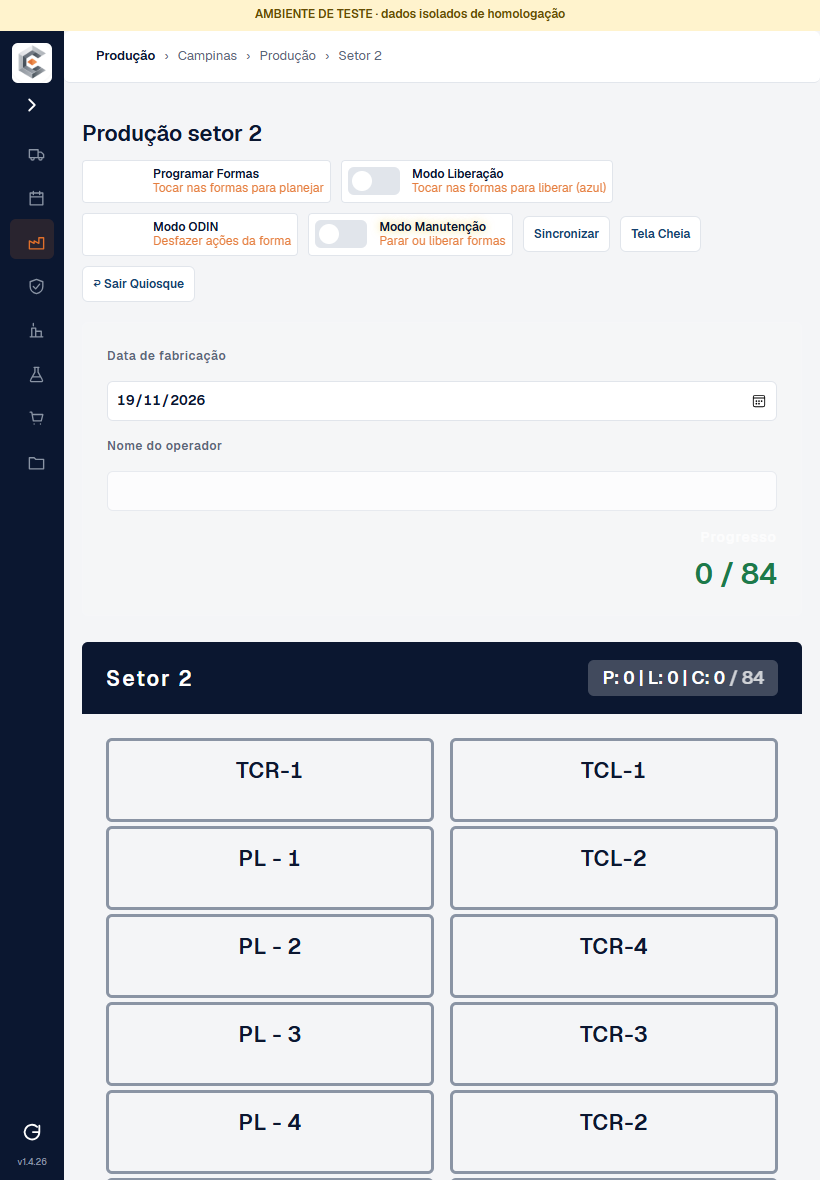 AMBIENTE DE TESTE · dados isolados de homologação
Produção › Campinas › Produção › Setor 2
Produção setor 2
Programar Formas
Tocar nas formas para planejar
Modo Liberação
Tocar nas formas para liberar (azul)
Modo ODIN
Desfazer ações da forma
Modo Manutenção
Parar ou liberar formas
Sincronizar
Tela Cheia
Sair Quiosque
Data de fabricação
19/11/2026
Nome do operador
Progresso
0 / 84
Setor 2
P: 0 | L: 0 | C: 0 / 84
TCR-1
TCL-1
PL - 1
TCL-2
PL - 2
TCR-4
PL - 3
TCR-3
PL - 4
TCR-2
v1.4.26